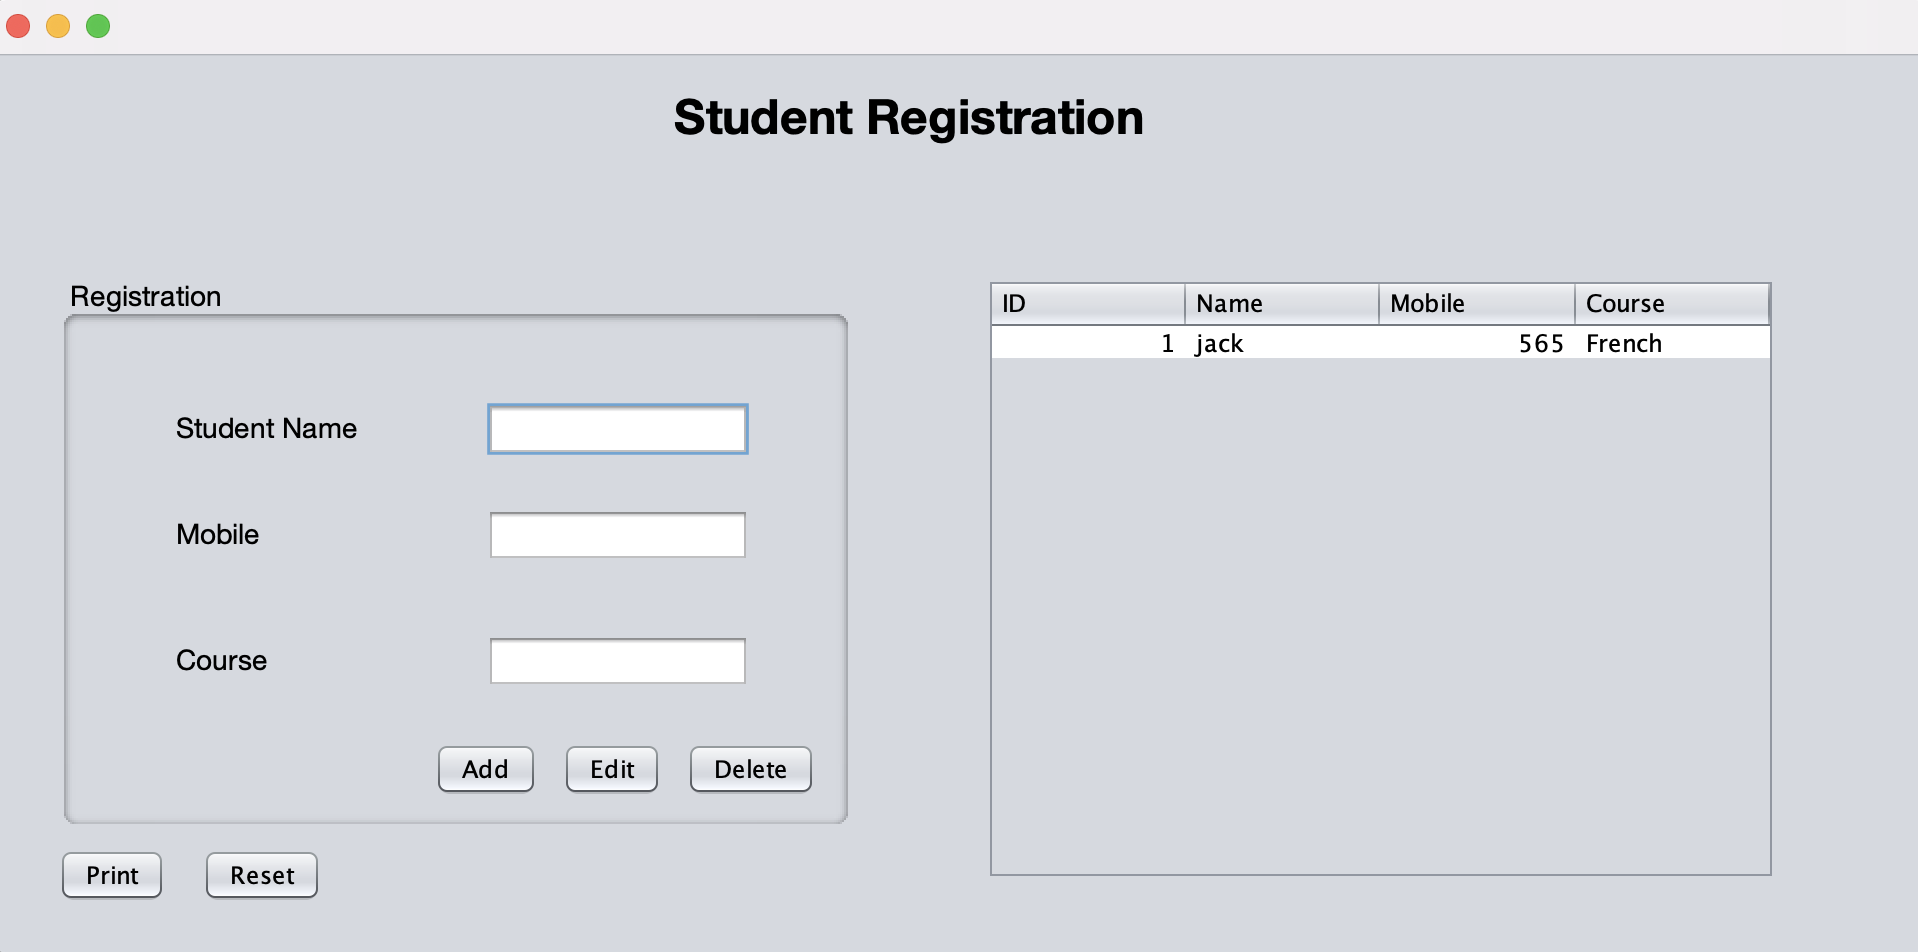 Student Registration
Registration
Student Name
Mobile
Course
Add Edit Delete
Print Reset
ID Name Mobile Course
1 jack 565 French